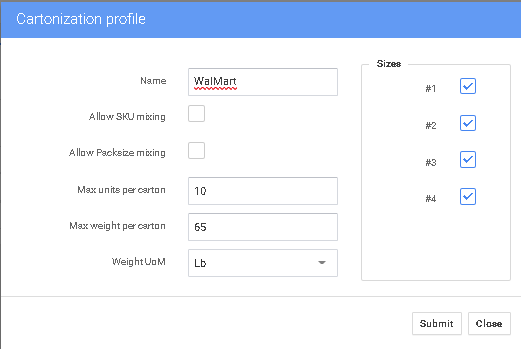 Cartonization profile
Name
WalMart
Allow SKU mixing
Allow Packsize mixing
Max units per carton
10
Max weight per carton
65
Weight UoM
Lb
Sizes
#1
#2
#3
#4
Submit
Close